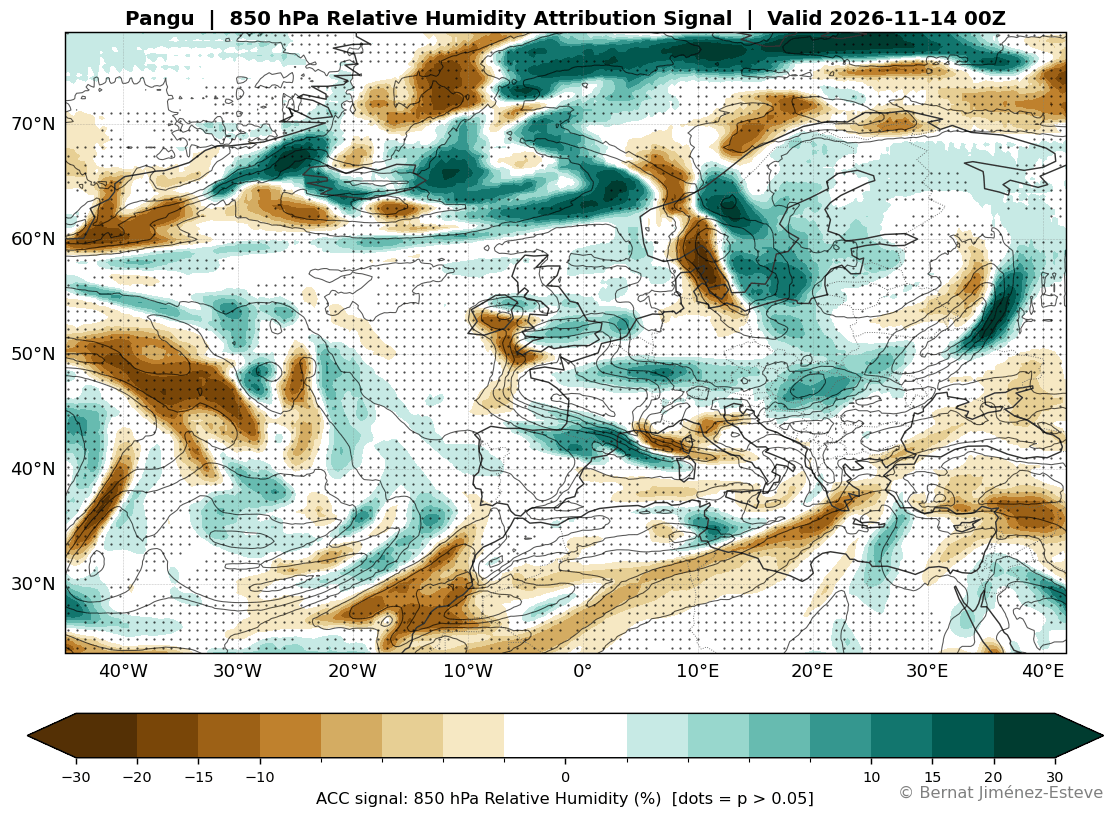 Pangu | 850 hPa Relative Humidity Attribution Signal | Valid 2026-11-14 00Z
70°N
60°N
50°N
40°N
30°N
40°W 30°W 20°W 10°W 0° 10°E 20°E 30°E 40°E
−30 −20 −15 −10 0 10 15 20 30
ACC signal: 850 hPa Relative Humidity (%) [dots = p > 0.05]
© Bernat Jiménez-Esteve